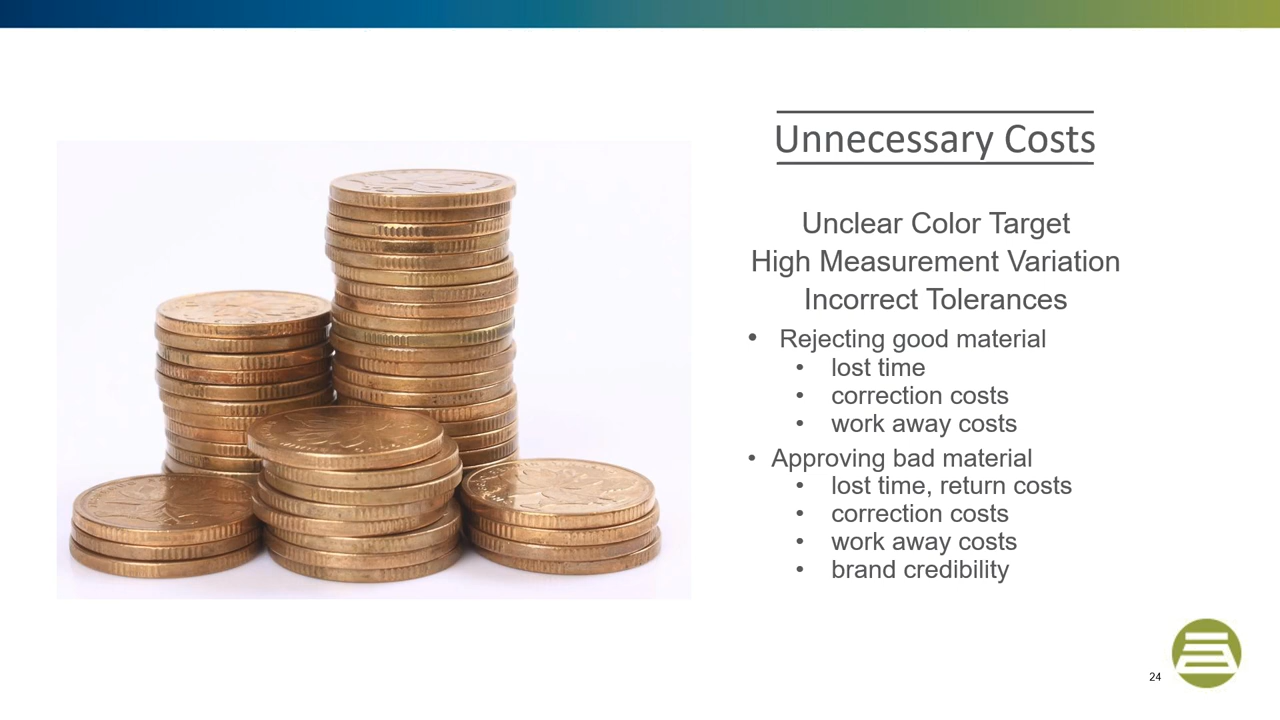 Unnecessary Costs
Unclear Color Target
High Measurement Variation
Incorrect Tolerances
• Rejecting good material
• lost time
• correction costs
• work away costs
• Approving bad material
• lost time, return costs
• correction costs
• work away costs
• brand credibility
24